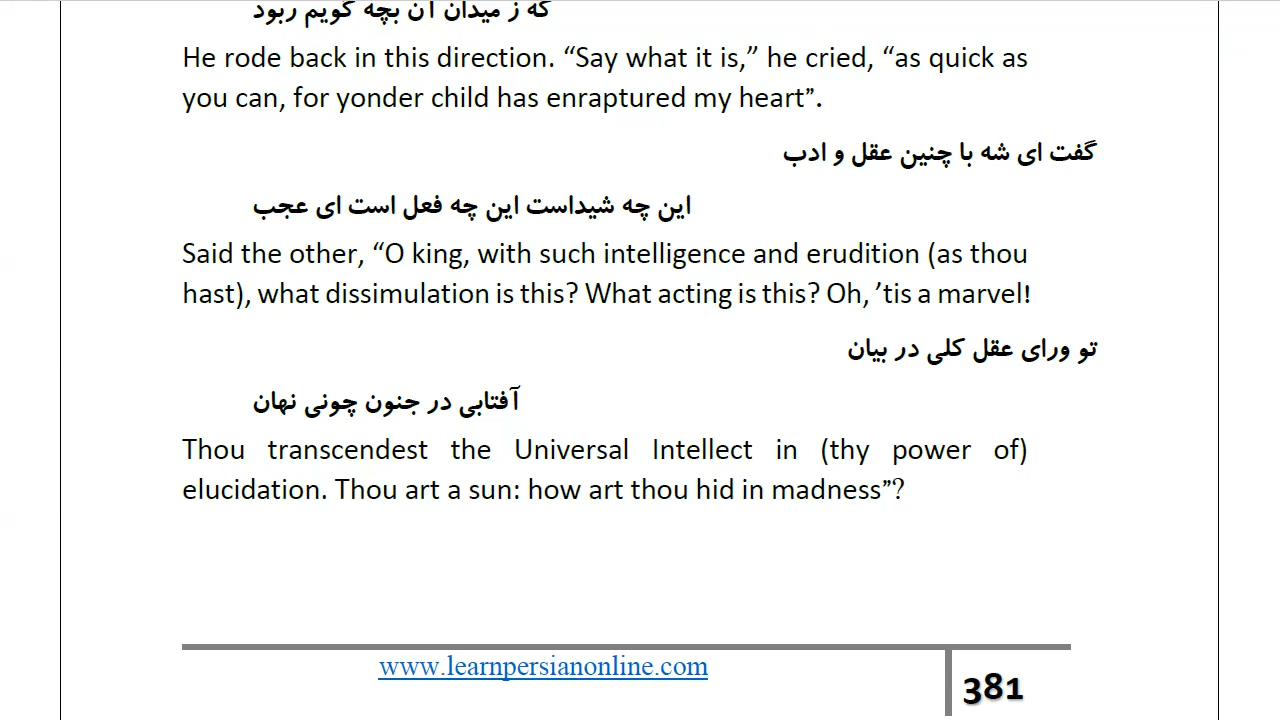 که ز میدان آن بچه گویم ربود
He rode back in this direction. “Say what it is,” he cried, “as quick as
you can, for yonder child has enraptured my heart”.
گفت ای شه با چنین عقل و ادب
این چه شیداست این چه فعل است ای عجب
Said the other, “O king, with such intelligence and erudition (as thou
hast), what dissimulation is this? What acting is this? Oh, ’tis a marvel!
تو ورای عقل کلی در بیان
آفتابی در جنون چونی نهان
Thou transcendest the Universal Intellect in (thy power of)
elucidation. Thou art a sun: how art thou hid in madness”?
www.learnpersianonline.com
381